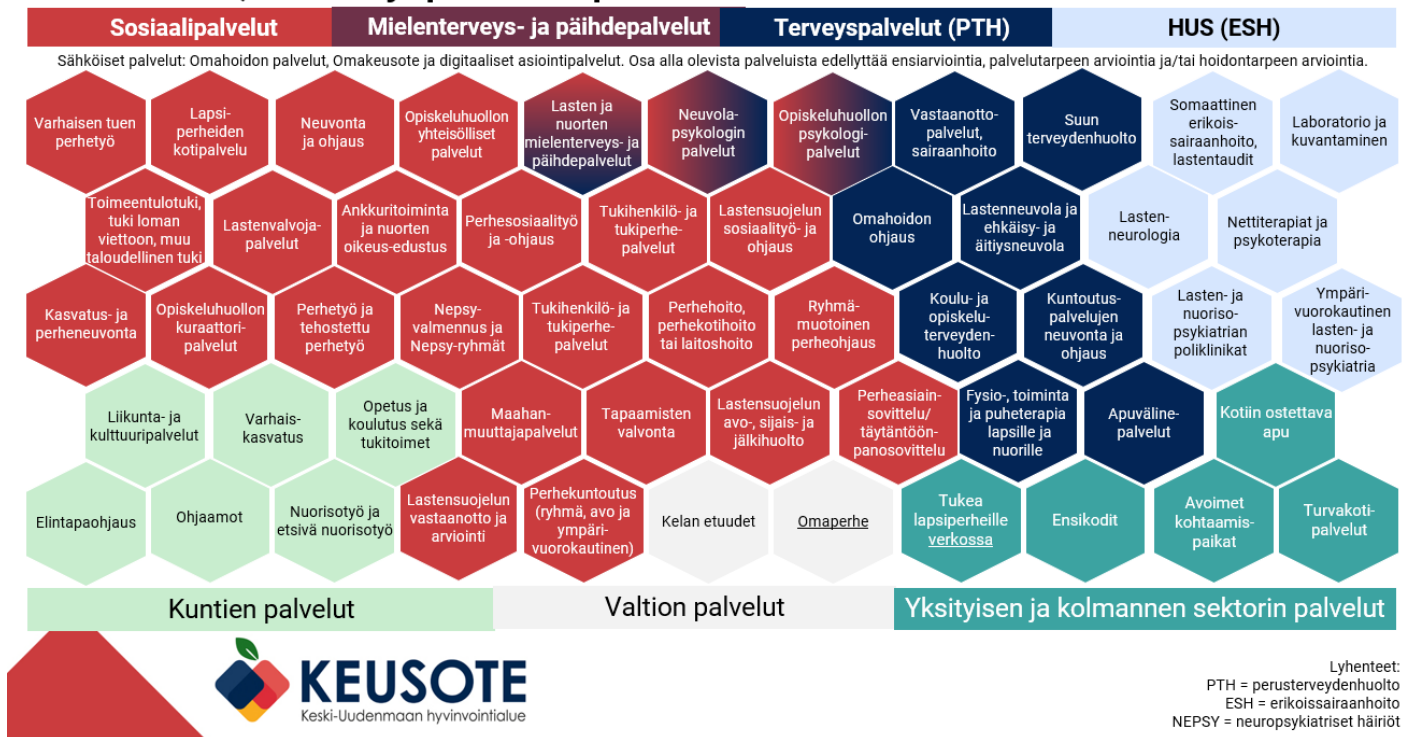 Sosiaalipalvelut
Mielenterveys- ja päihdepalvelut
Terveyspalvelut (PTH)
HUS (ESH)
Sähköiset palvelut: Omahoidon palvelut, Omakeusote ja digitaaliset asiointipalvelut. Osa alla olevista palveluista edellyttää ensiarviointia, palvelutarpeen arviointia ja/tai hoidontarpeen arviointia.
Varhaisen tuen
perhetyö
Lapsi-
perheiden
kotipalvelu
Neuvonta
ja ohjaus
Opiskeluhuollon
yhteisölliset
palvelut
Lasten ja
nuorten
mielenterveys- ja
päihdepalvelut
Neuvola-
psykologin
palvelut
Opiskeluhuollon
psykologi-
palvelut
Vastaanotto-
palvelut,
sairaanhoito
Suun
terveydenhuolto
Somaattinen
erikois-
sairaanhoito,
lastentaudit
Laboratorio ja
kuvantaminen
Toimeentulotuki,
tuki loman
viettoon, muu
taloudellinen tuki
Lastenvalvoja-
palvelut
Ankkuritoiminta
ja nuorten
oikeus-edustus
Perhesosiaalityö
ja -ohjaus
Tukihenkilö- ja
tukiperhe-
palvelut
Lastensuojelun
sosiaalityö- ja
ohjaus
Omahoidon
ohjaus
Lastenneuvola ja
ehkäisy- ja
äitiysneuvola
Lasten-
neurologia
Nettiterapiat ja
psykoterapia
Kasvatus- ja
perheneuvonta
Opiskeluhuollon
kuraattori-
palvelut
Perhetyö ja
tehostettu
perhetyö
Nepsy-
valmennus ja
Nepsy-ryhmät
Tukihenkilö- ja
tukiperhe-
palvelut
Perhehoito,
perhekotihoito
tai laitoshoito
Ryhmä-
muotoinen
perheohjaus
Koulu- ja
opiskelu-
terveyden-
huolto
Kuntoutus-
palvelujen
neuvonta ja
ohjaus
Lasten- ja
nuoriso-
psykiatrian
poliklinikat
Ympäri-
vuorokautinen
lasten- ja
nuoriso-
psykiatria
Liikunta- ja
kulttuuripalvelut
Varhais-
kasvatus
Opetus ja
koulutus sekä
tukitoimet
Maahan-
muuttajapalvelut
Tapaamisten
valvonta
Lastensuojelun
avo-, sijais- ja
jälkihuolto
Perheasiain-
sovittelu/
täytäntöön-
panosovittelu
Fysio-, toiminta
ja puheterapia
lapsille ja
nuorille
Apuväline-
palvelut
Kotiin ostettava
apu
Elintapaohjaus
Ohjaamot
Nuorisotyö ja
etsivä nuorisotyö
Lastensuojelun
vastaanotto ja
arviointi
Perhekuntoutus
(ryhmä, avo ja
ympäri-
vuorokautinen)
Kelan etuudet
Omaperhe
Tukea
lapsiperheille
verkossa
Ensikodit
Avoimet
kohtaamis-
paikat
Turvakoti-
palvelut
Kuntien palvelut
Valtion palvelut
Yksityisen ja kolmannen sektorin palvelut
KEUSOTE
Keski-Uudenmaan hyvinvointialue
Lyhenteet:
PTH = perusterveydenhuolto
ESH = erikoissairaanhoito
NEPSY = neuropsykiatriset häiriöt